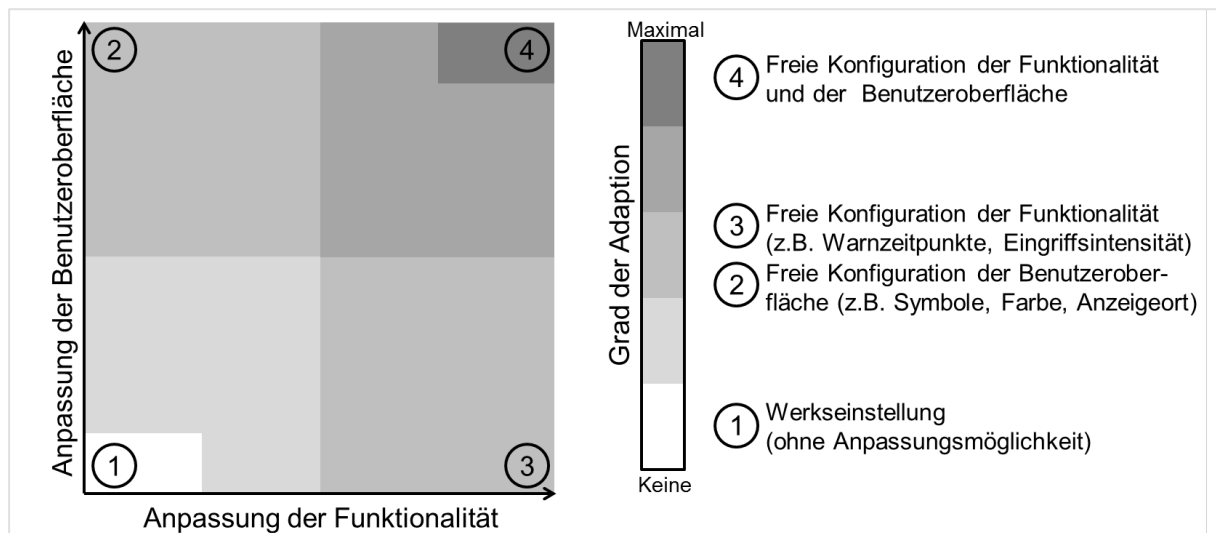 Anpassung der Benutzeroberfläche
2
4
1
3
Anpassung der Funktionalität
Maximal
Grad der Adaption
Keine
4 Freie Konfiguration der Funktionalität
und der Benutzeroberfläche
3 Freie Konfiguration der Funktionalität
(z.B. Warnzeitpunkte, Eingriffsintensität)
2 Freie Konfiguration der Benutzerober-
fläche (z.B. Symbole, Farbe, Anzeigeort)
1 Werkseinstellung
(ohne Anpassungsmöglichkeit)